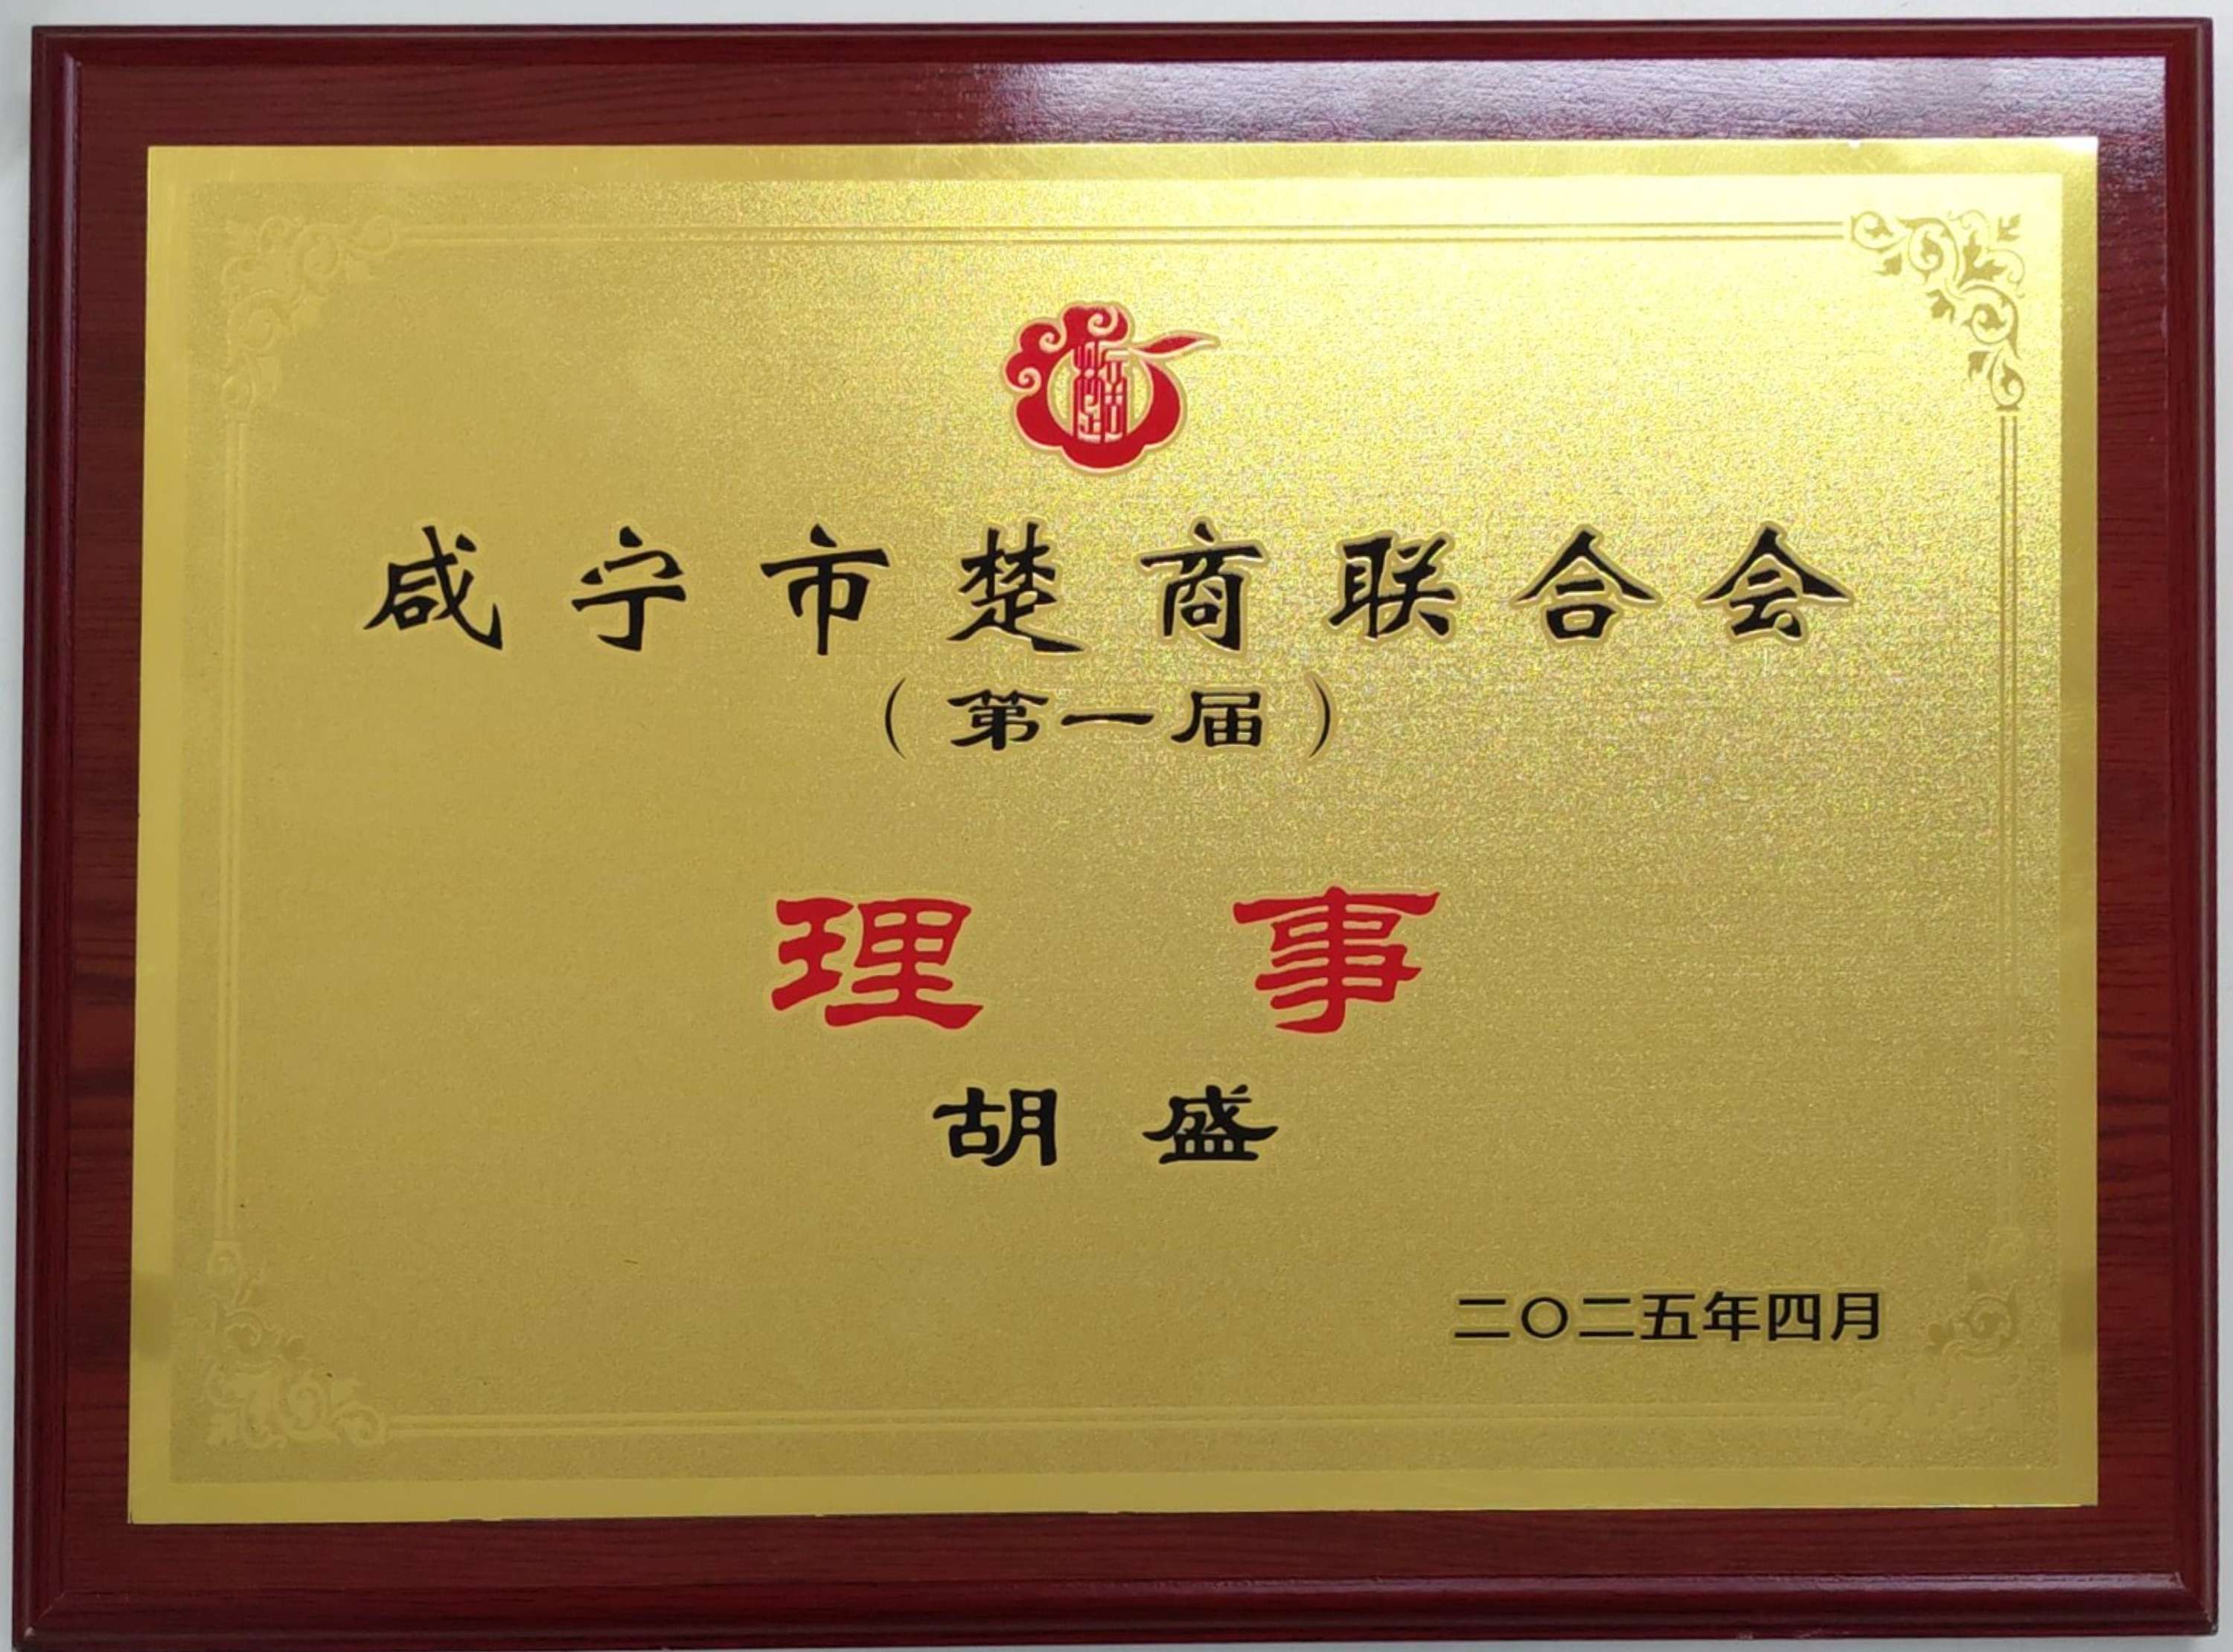 咸宁市楚商联合会
（第一届）
理事
胡盛
二〇二五年四月